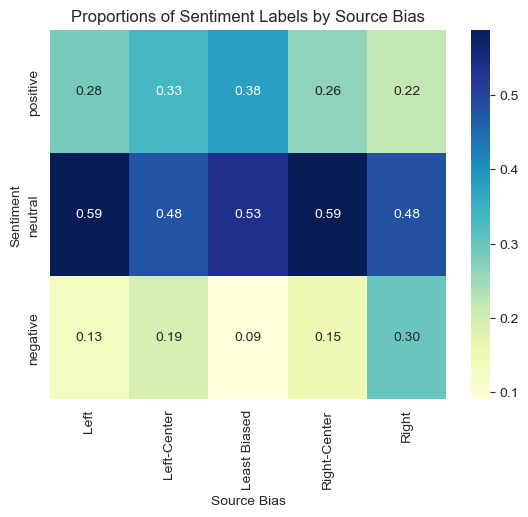 Proportions of Sentiment Labels by Source Bias
Sentiment
positive
0.28 0.33 0.38 0.26 0.22
neutral
0.59 0.48 0.53 0.59 0.48
negative
0.13 0.19 0.09 0.15 0.30
Left
Left-Center
Least Biased
Right-Center
Right
Source Bias
0.5
0.4
0.3
0.2
0.1